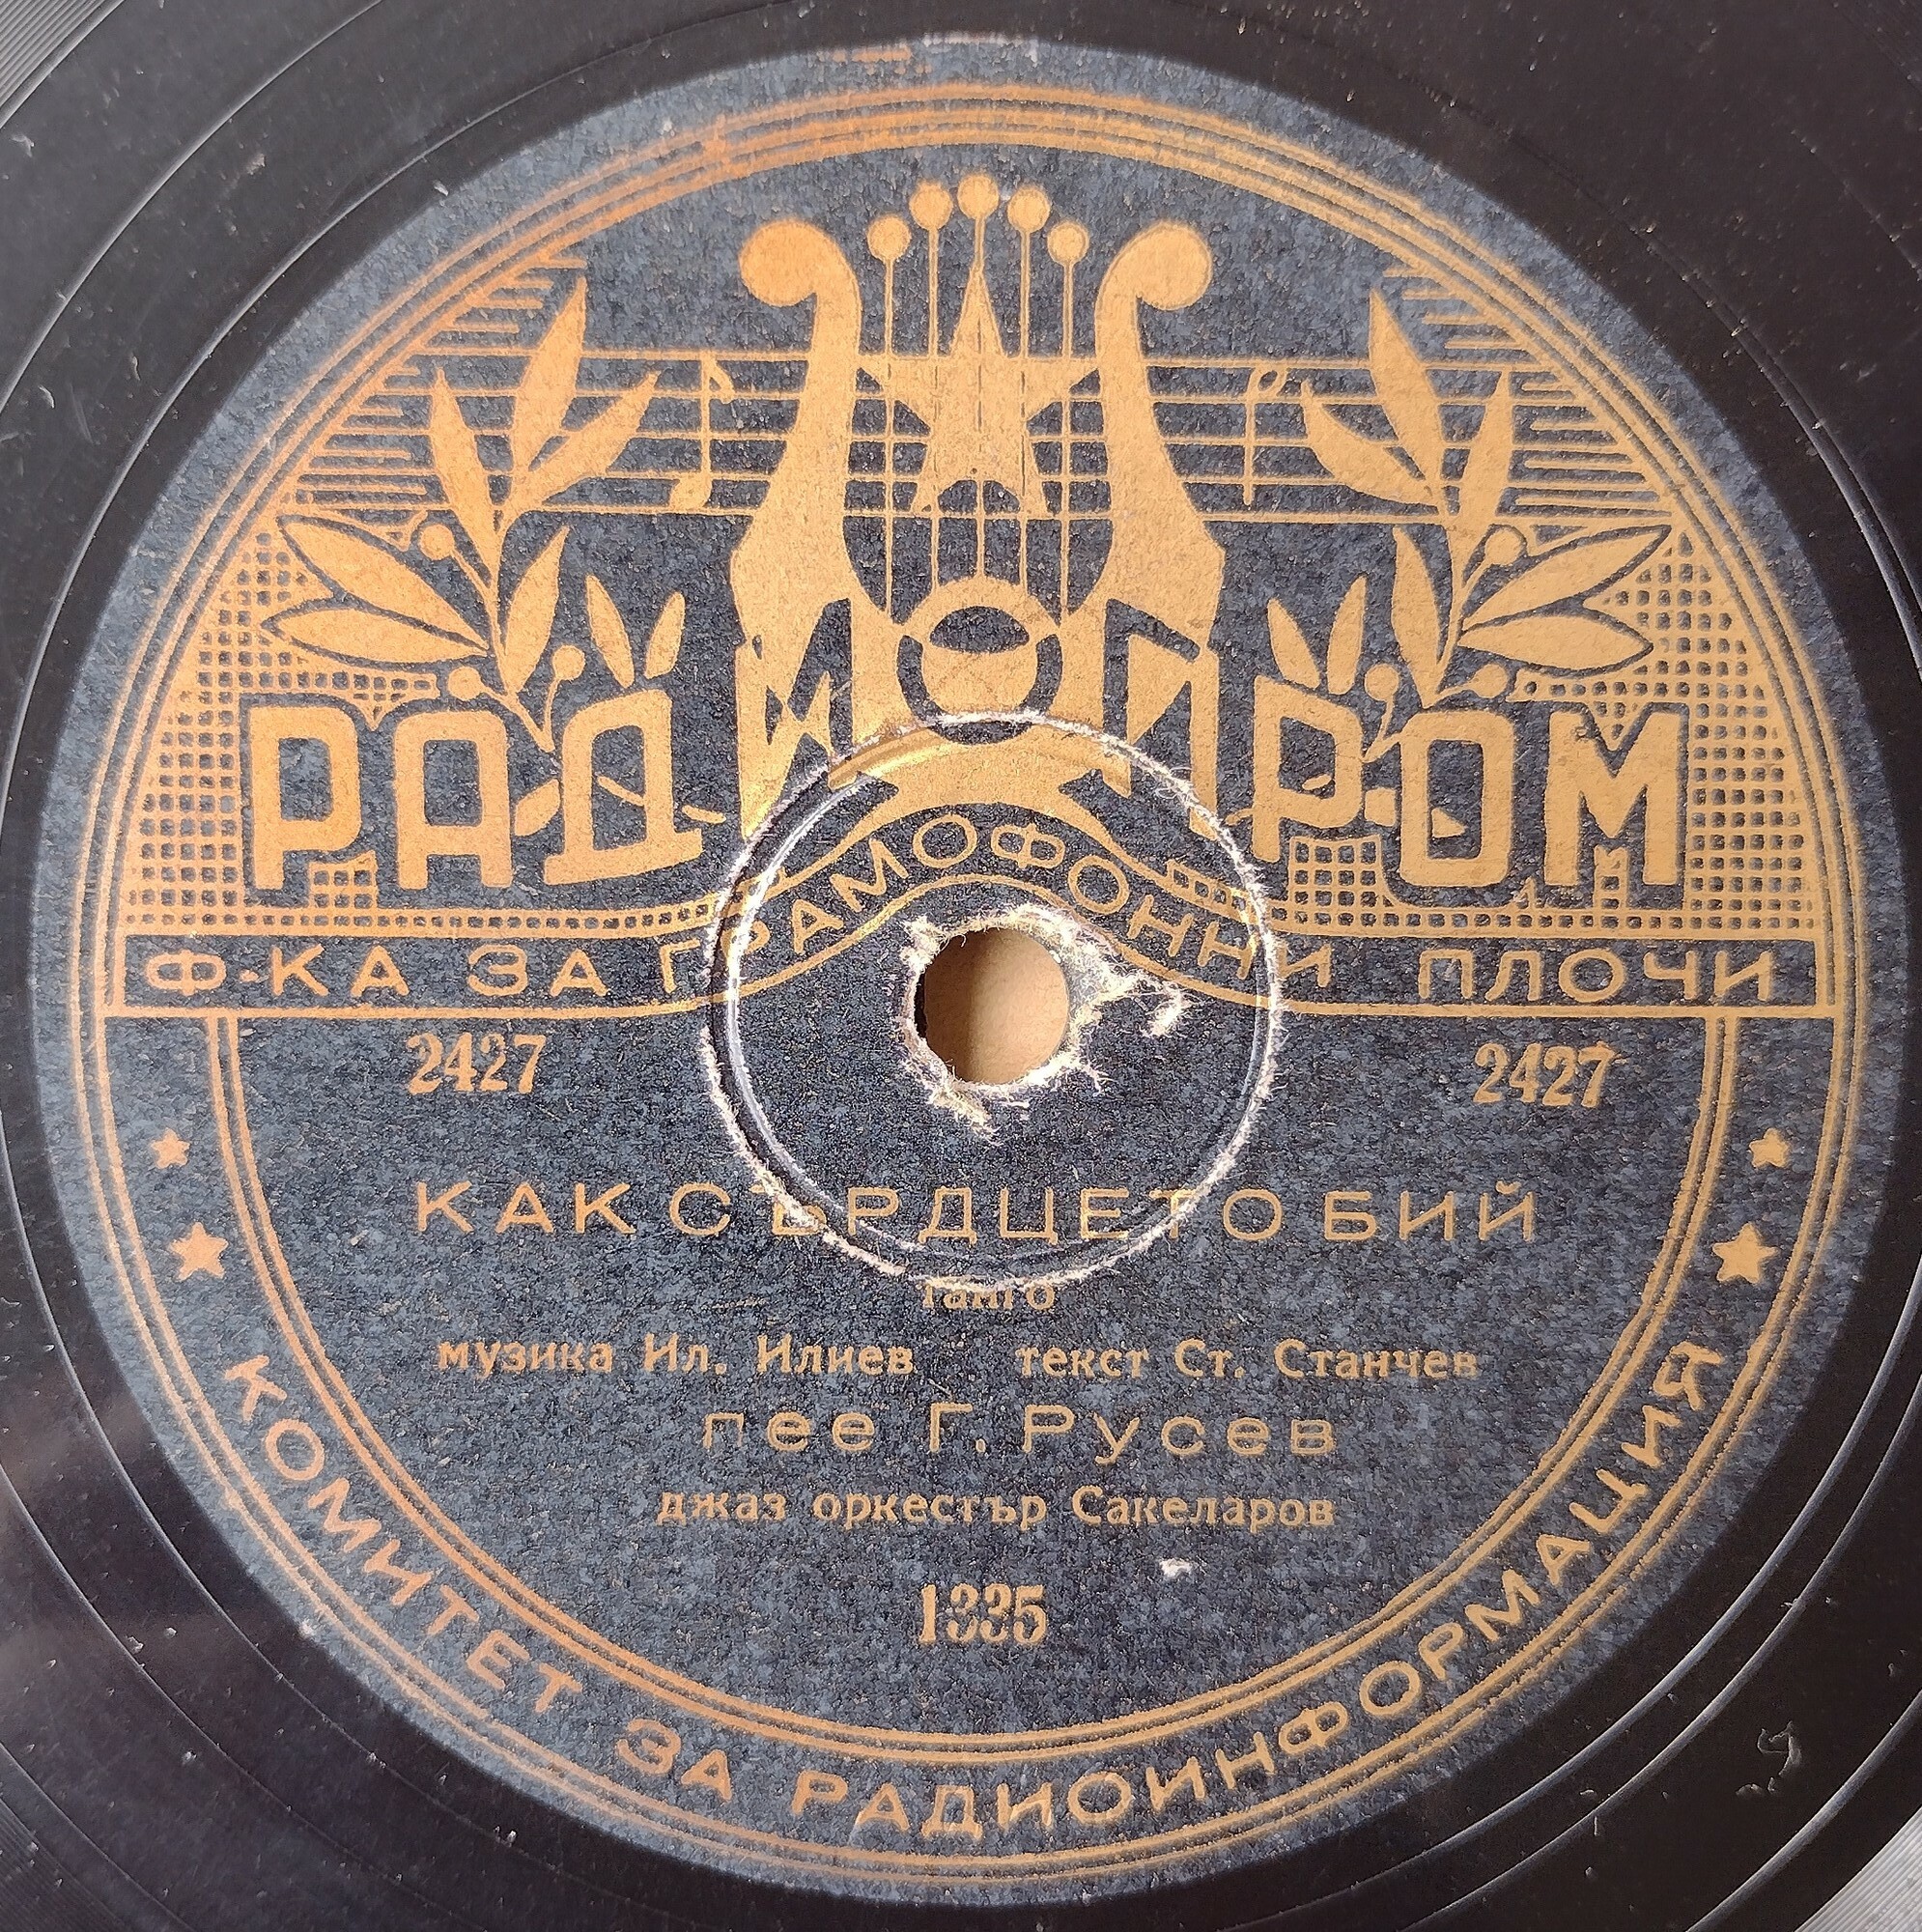 РАДИОПРОМ
Ф-КА ЗА ГРАМОФОННИ ПЛОЧИ
2427 2427
КАК СЪРДЦЕТО БИЙ
танго
музика Ил. Илиев текст Ст. Станчев
пее Г. Русев
джаз оркестър Сакеларов
1335
КОМИТЕТ ЗА РАДИОИНФОРМАЦИЯ